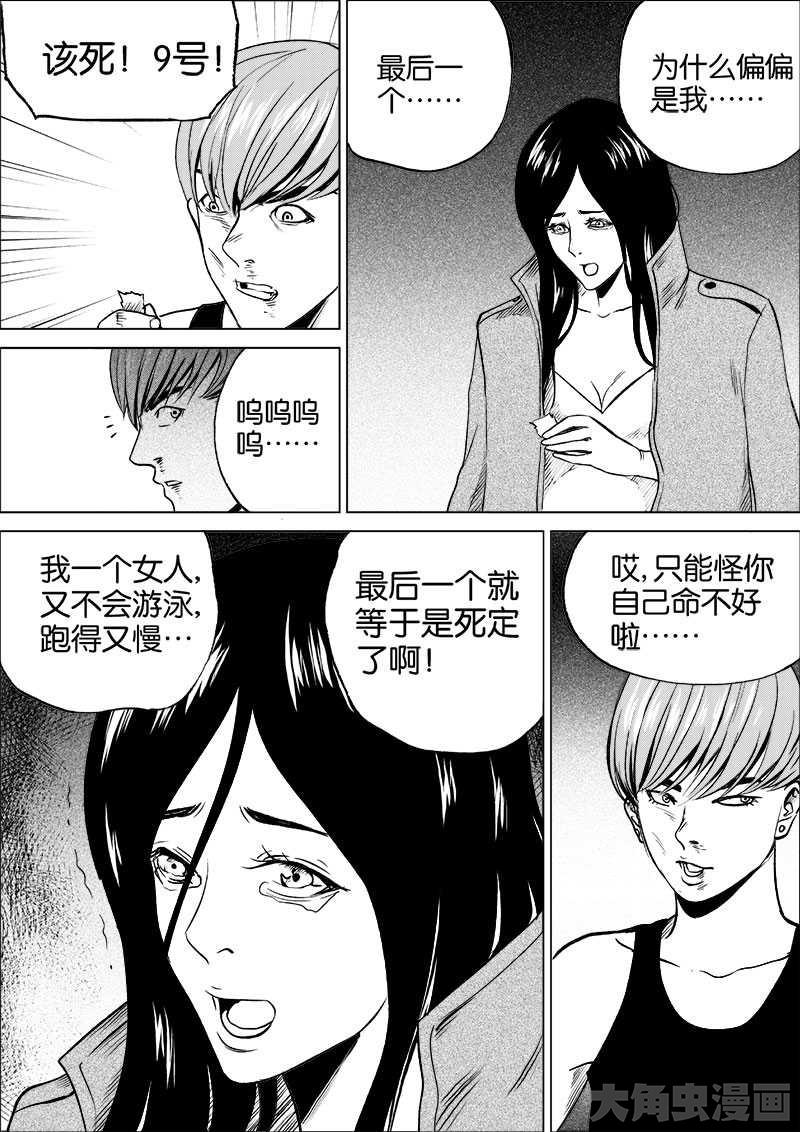 该死！9号！
最后一
个……
为什么偏偏
是我……
呜呜呜
呜……
我一个女人，
又不会游泳，
跑得又慢…
最后一个就
等于是死定
了啊！
哎，只能怪你
自己命不好
啦……
大角虫漫画